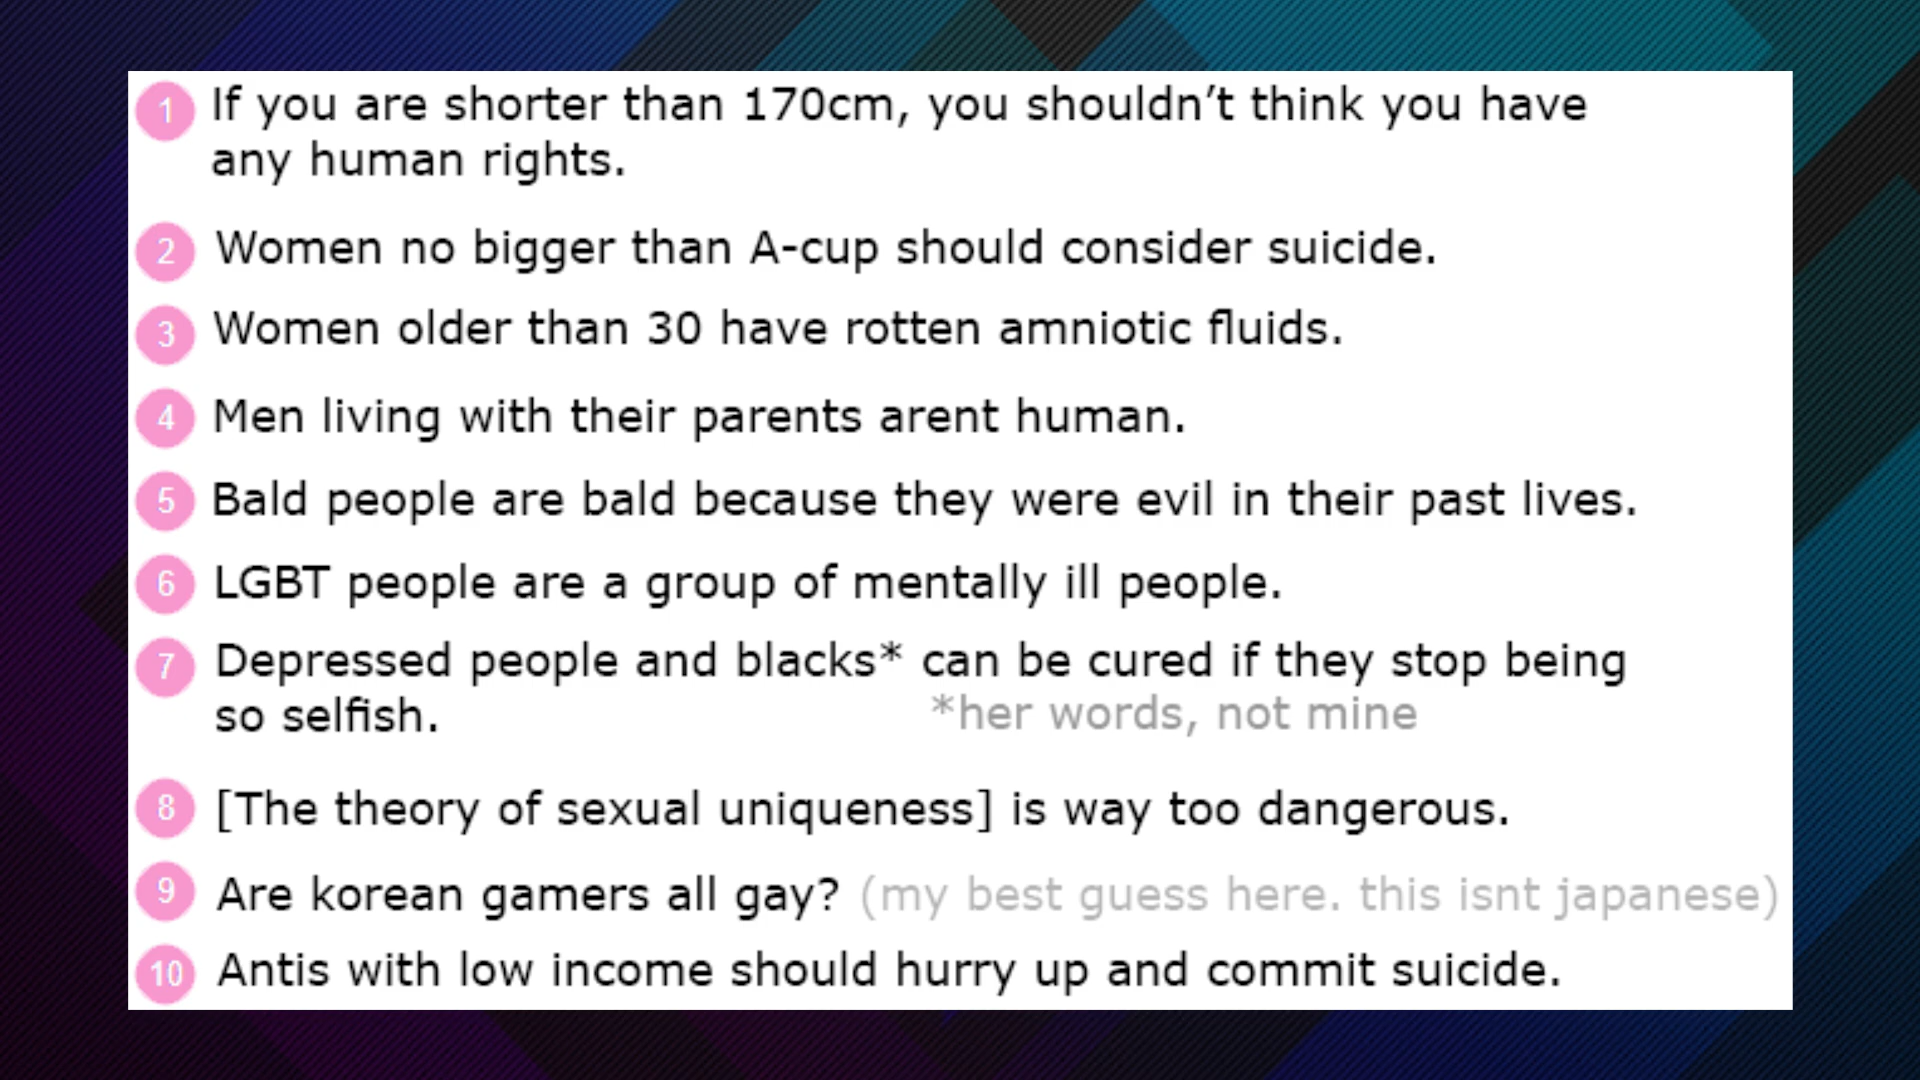 1 If you are shorter than 170cm, you shouldn't think you have
any human rights.
2 Women no bigger than A-cup should consider suicide.
3 Women older than 30 have rotten amniotic fluids.
4 Men living with their parents arent human.
5 Bald people are bald because they were evil in their past lives.
6 LGBT people are a group of mentally ill people.
7 Depressed people and blacks* can be cured if they stop being
so selfish. *her words, not mine
8 [The theory of sexual uniqueness] is way too dangerous.
9 Are korean gamers all gay? (my best guess here. this isnt japanese)
10 Antis with low income should hurry up and commit suicide.